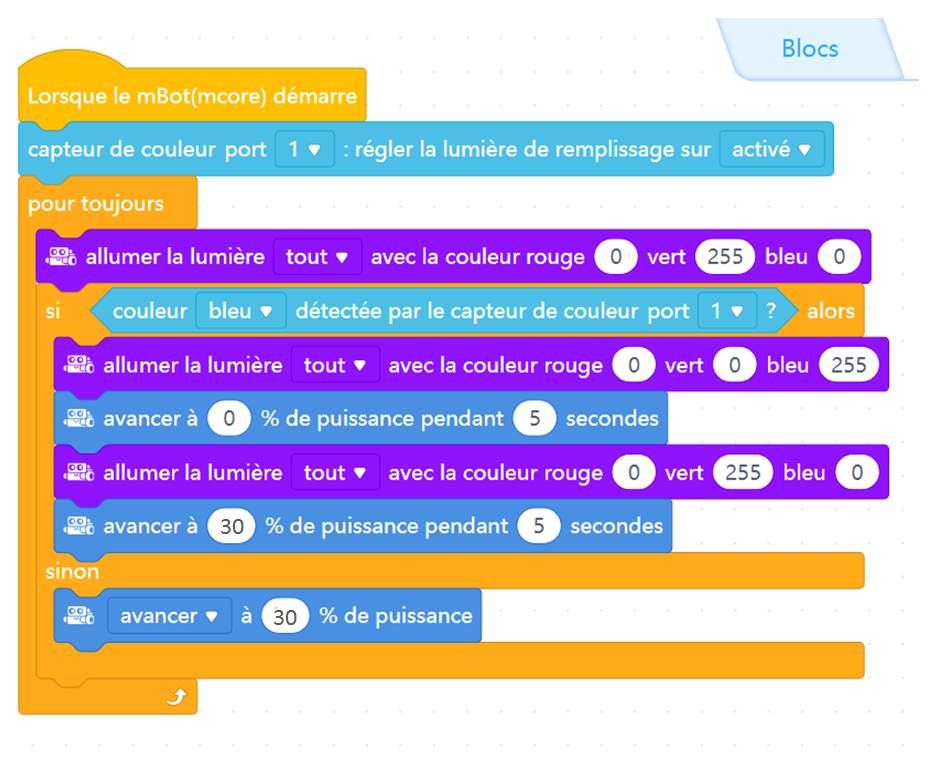 Blocs
Lorsque le mBot(mcore) démarre
capteur de couleur port 1 : régler la lumière de remplissage sur activé
pour toujours
allumer la lumière tout avec la couleur rouge 0 vert 255 bleu 0
si couleur bleu détectée par le capteur de couleur port 1 ? alors
allumer la lumière tout avec la couleur rouge 0 vert 0 bleu 255
avancer à 0 % de puissance pendant 5 secondes
allumer la lumière tout avec la couleur rouge 0 vert 255 bleu 0
avancer à 30 % de puissance pendant 5 secondes
sinon
avancer à 30 % de puissance